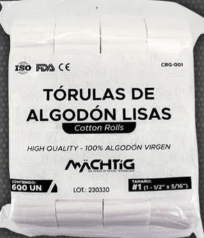 CRG-001
ISO FDA CE
TÓRULAS DE
ALGODÓN LISAS
Cotton Rolls
HIGH QUALITY - 100% ALGODÓN VIRGEN
MÄCHTIG
CONTENIDO:
600 UN
LOT.: 230330
TAMAÑO:
#1 (1 - 1/2" x 5/16")